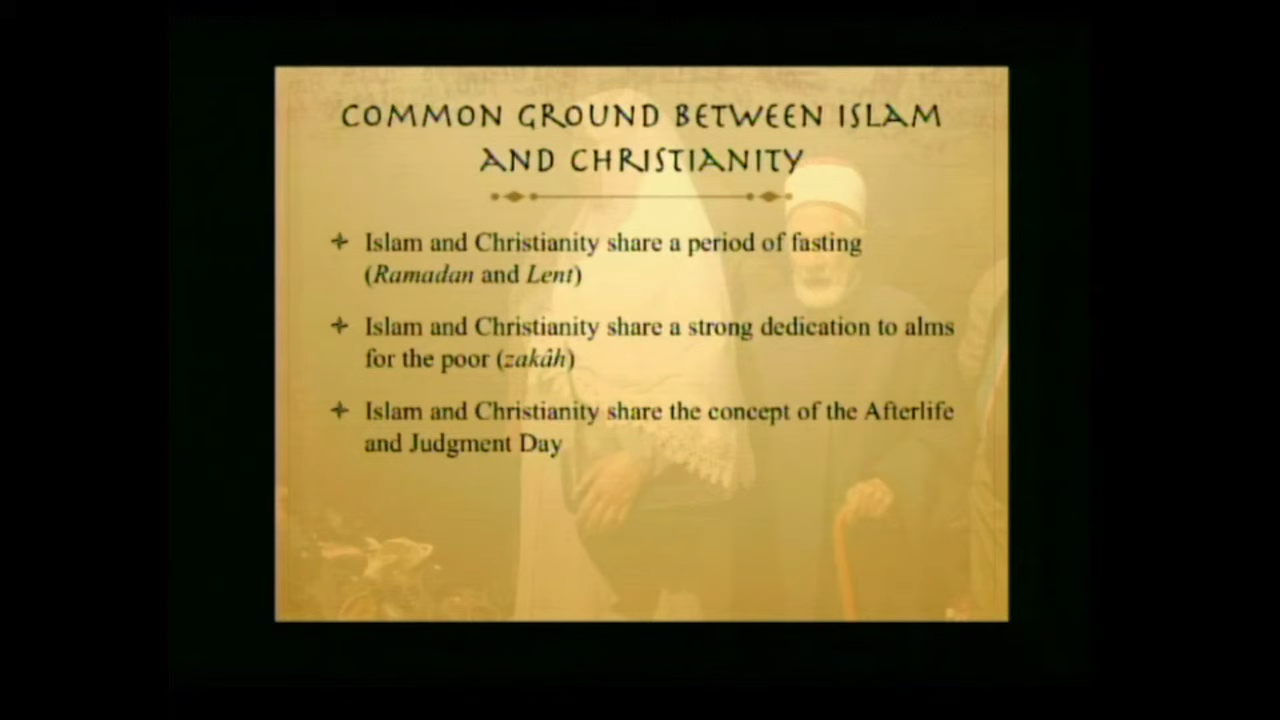 COMMON GROUND BETWEEN ISLAM
AND CHRISTIANITY
Islam and Christianity share a period of fasting
(Ramadan and Lent)
Islam and Christianity share a strong dedication to alms
for the poor (zakâh)
Islam and Christianity share the concept of the Afterlife
and Judgment Day